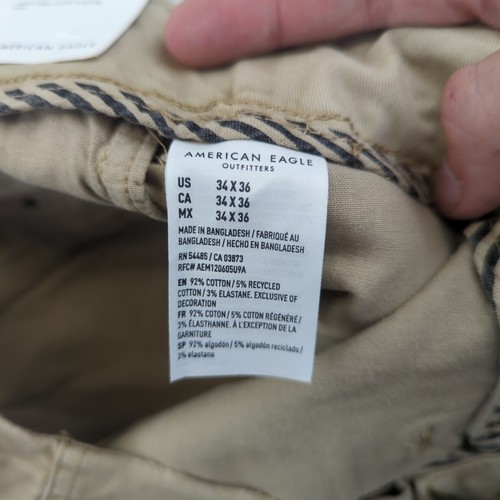 AMERICAN EAGLE
AMERICAN EAGLE
OUTFITTERS
US 34 X 36
CA 34 X 36
MX 34 X 36
MADE IN BANGLADESH / FABRIQUÉ AU
BANGLADESH / HECHO EN BANGLADESH
RN 54485 / CA 03873
RFC# AEM120605U9A
EN 92% COTTON / 5% RECYCLED
COTTON / 3% ELASTANE. EXCLUSIVE OF
DECORATION
FR 92% COTON / 5% COTON RÉGÉNÉRÉ /
3% ÉLASTHANNE. À L'EXCEPTION DE LA
GARNITURE
SP 92% algodón / 5% algodón reciclado /
3% elastano